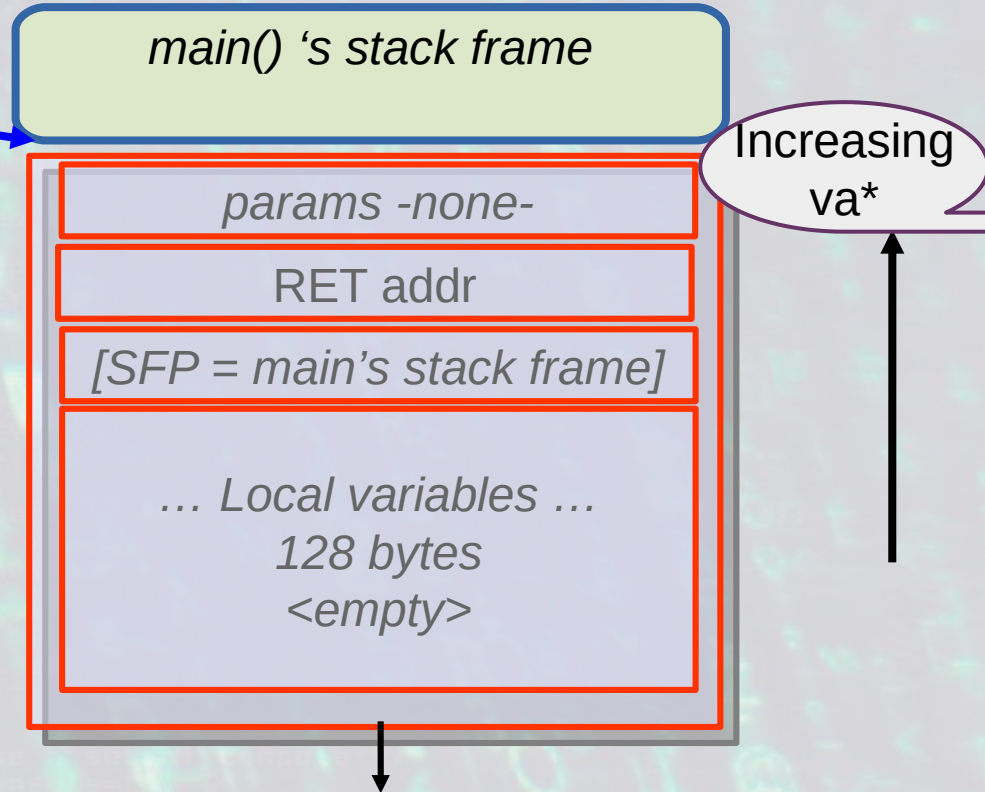 main() ‘s stack frame
Increasing
va*
params -none-
RET addr
[SFP = main’s stack frame]
… Local variables …
128 bytes
<empty>